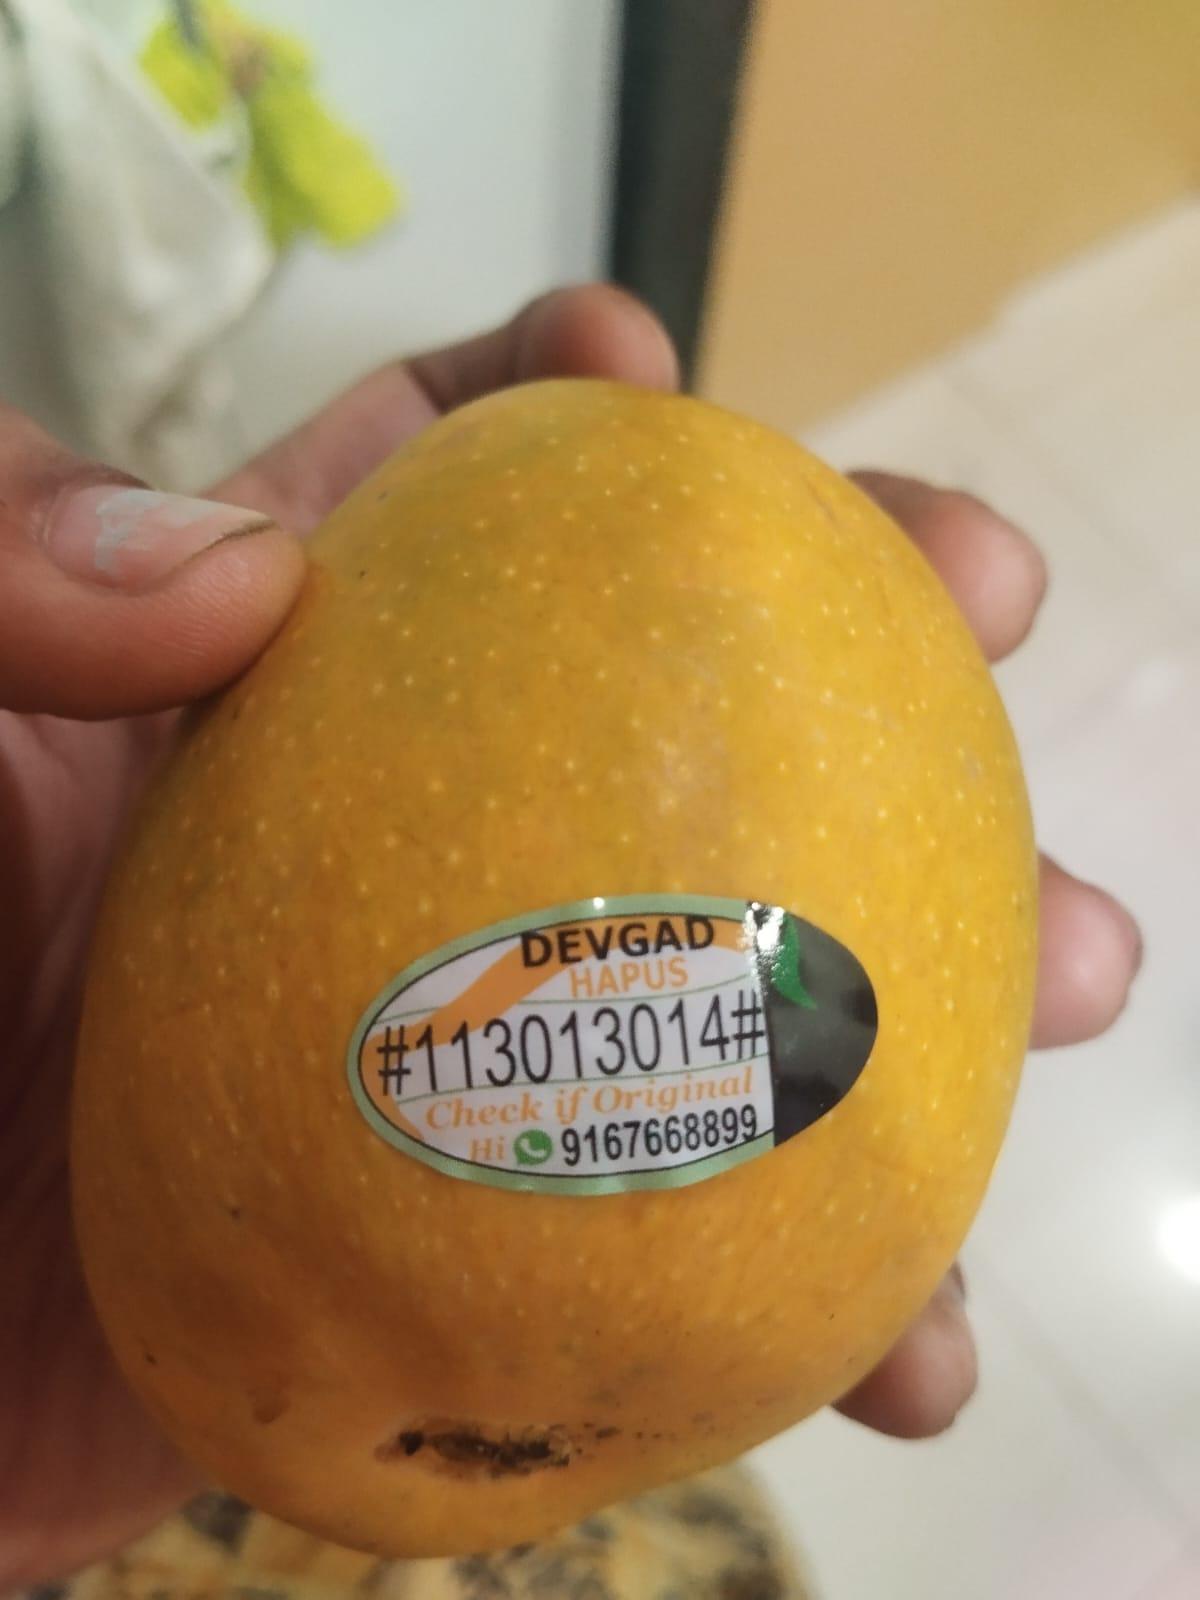 DEVGAD
HAPUS
#113013014#
Check if Original
Hi 9167668899